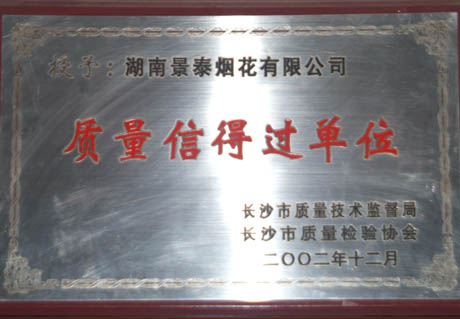 授予：湖南景泰烟花有限公司
质量信得过单位
长沙市质量技术监督局
长沙市质量检验协会
二〇〇二年十二月